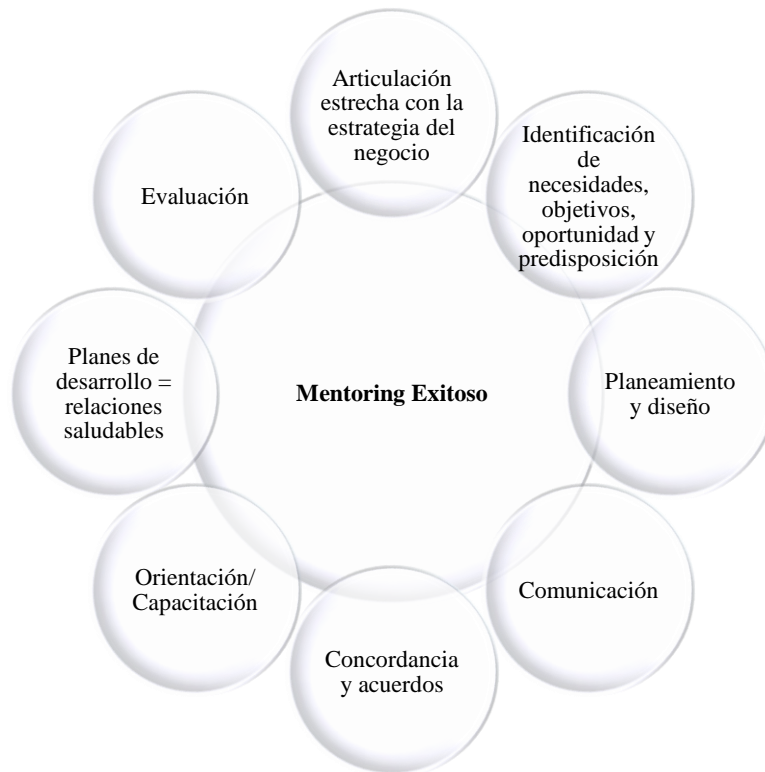 Articulación
estrecha con la
estrategia del
negocio
Identificación
de
necesidades,
objetivos,
oportunidad y
predisposición
Planeamiento
y diseño
Comunicación
Concordancia
y acuerdos
Orientación/
Capacitación
Planes de
desarrollo =
relaciones
saludables
Evaluación
Mentoring Exitoso